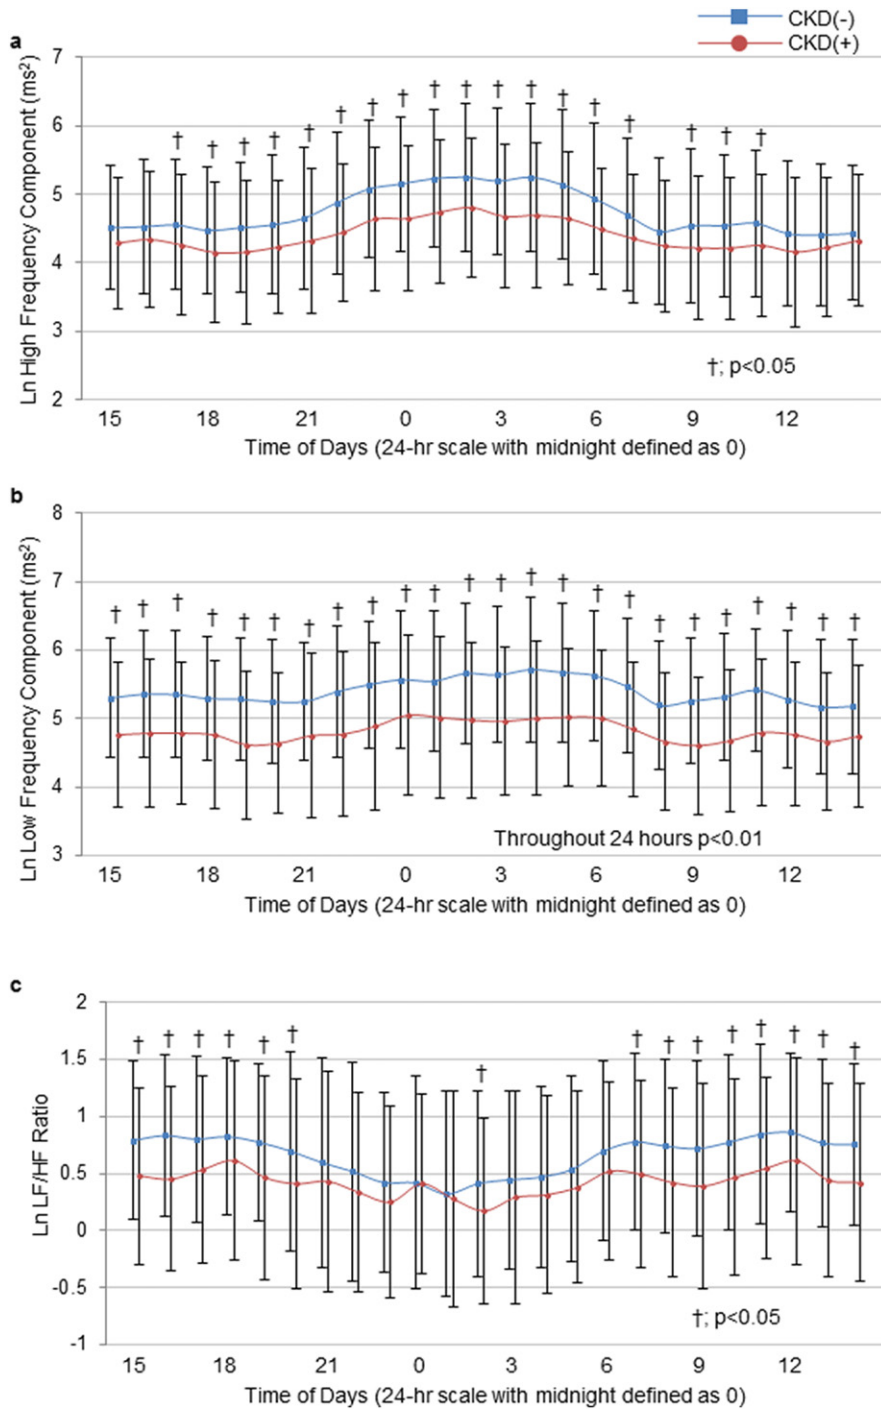 CKD(-)
CKD(+)
a
Ln High Frequency Component (ms²)
7
6
5
4
3
2
† † † † † † † † † † † † † † † † † †
†; p<0.05
15 18 21 0 3 6 9 12
Time of Days (24-hr scale with midnight defined as 0)
b
Ln Low Frequency Component (ms²)
8
7
6
5
4
3
† † † † † † † † † † † † † † † † † † † † † † † †
Throughout 24 hours p<0.01
15 18 21 0 3 6 9 12
Time of Days (24-hr scale with midnight defined as 0)
c
Ln LF/HF Ratio
2
1.5
1
0.5
0
-0.5
-1
† † † † † † † † † † † † † † †
†; p<0.05
15 18 21 0 3 6 9 12
Time of Days (24-hr scale with midnight defined as 0)